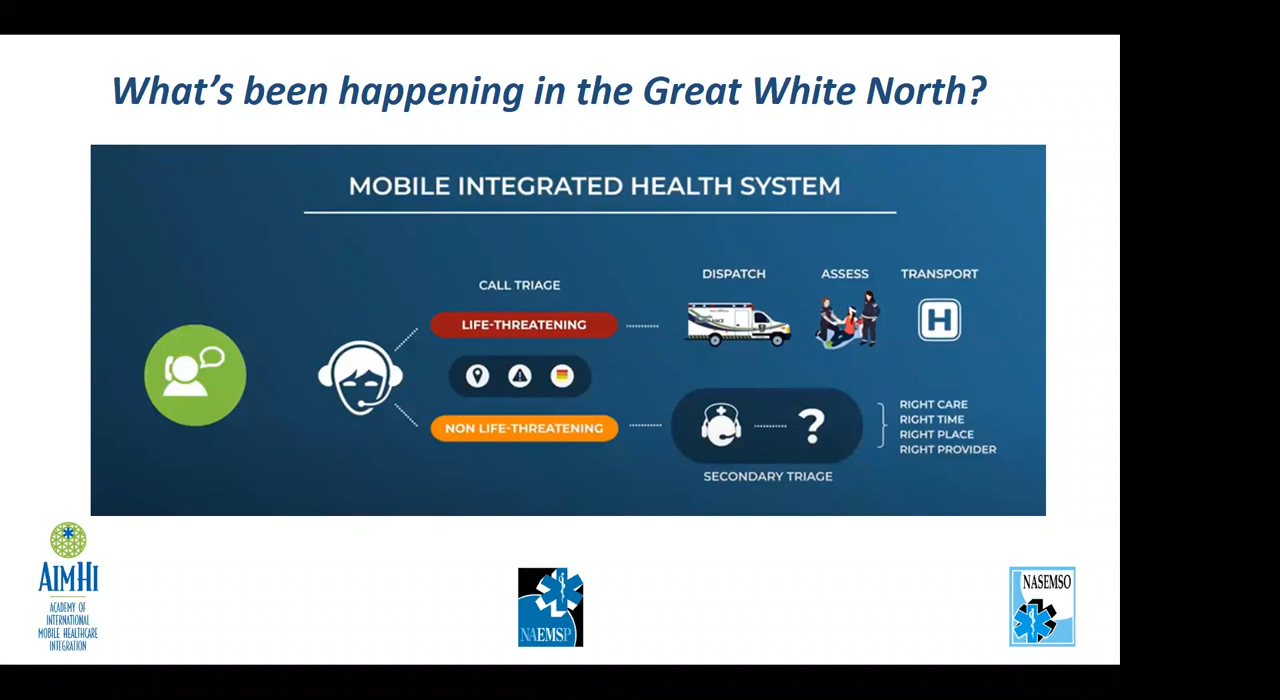 What's been happening in the Great White North?
MOBILE INTEGRATED HEALTH SYSTEM
CALL TRIAGE
LIFE-THREATENING
NON LIFE-THREATENING
DISPATCH
ASSESS
TRANSPORT
H
?
SECONDARY TRIAGE
RIGHT CARE
RIGHT TIME
RIGHT PLACE
RIGHT PROVIDER
AIMHI
ACADEMY OF
INTERNATIONAL
MOBILE HEALTHCARE
INTEGRATION
NAEMSP
NASEMSO